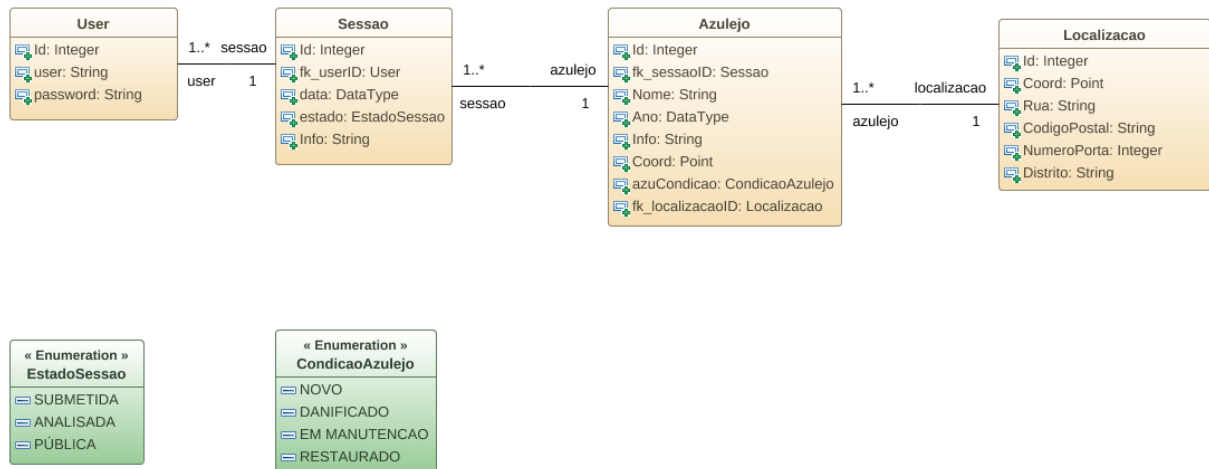 User
Id: Integer
user: String
password: String
1..* sessao
user 1
Sessao
Id: Integer
fk_userID: User
data: DataType
estado: EstadoSessao
Info: String
1..* azulejo
sessao 1
Azulejo
Id: Integer
fk_sessaoID: Sessao
Nome: String
Ano: DataType
Info: String
Coord: Point
azuCondicao: CondicaoAzulejo
fk_localizacaoID: Localizacao
1..* localizacao
azulejo 1
Localizacao
Id: Integer
Coord: Point
Rua: String
CodigoPostal: String
NumeroPorta: Integer
Distrito: String
« Enumeration »
EstadoSessao
SUBMETIDA
ANALISADA
PÚBLICA
« Enumeration »
CondicaoAzulejo
NOVO
DANIFICADO
EM MANUTENCAO
RESTAURADO